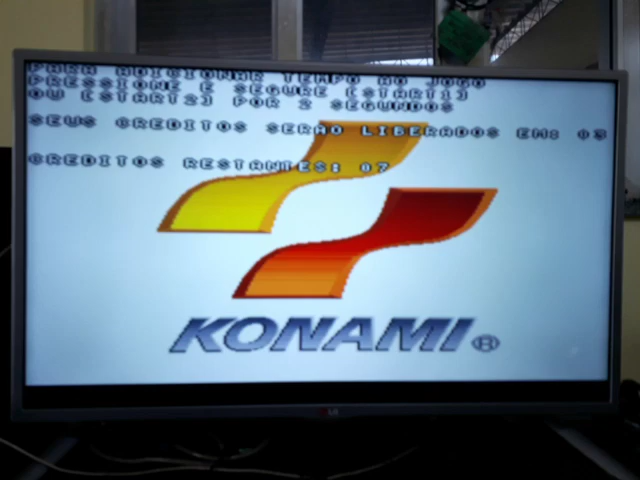 PARA ADICIONAR TEMPO AO JOGO
PRESSIONE E SEGURE (START1)
OU (START2) POR 2 SEGUNDOS
SEUS CREDITOS SERAO LIBERADOS EM:
CREDITOS RESTANTES: 07
KONAMI®
LG